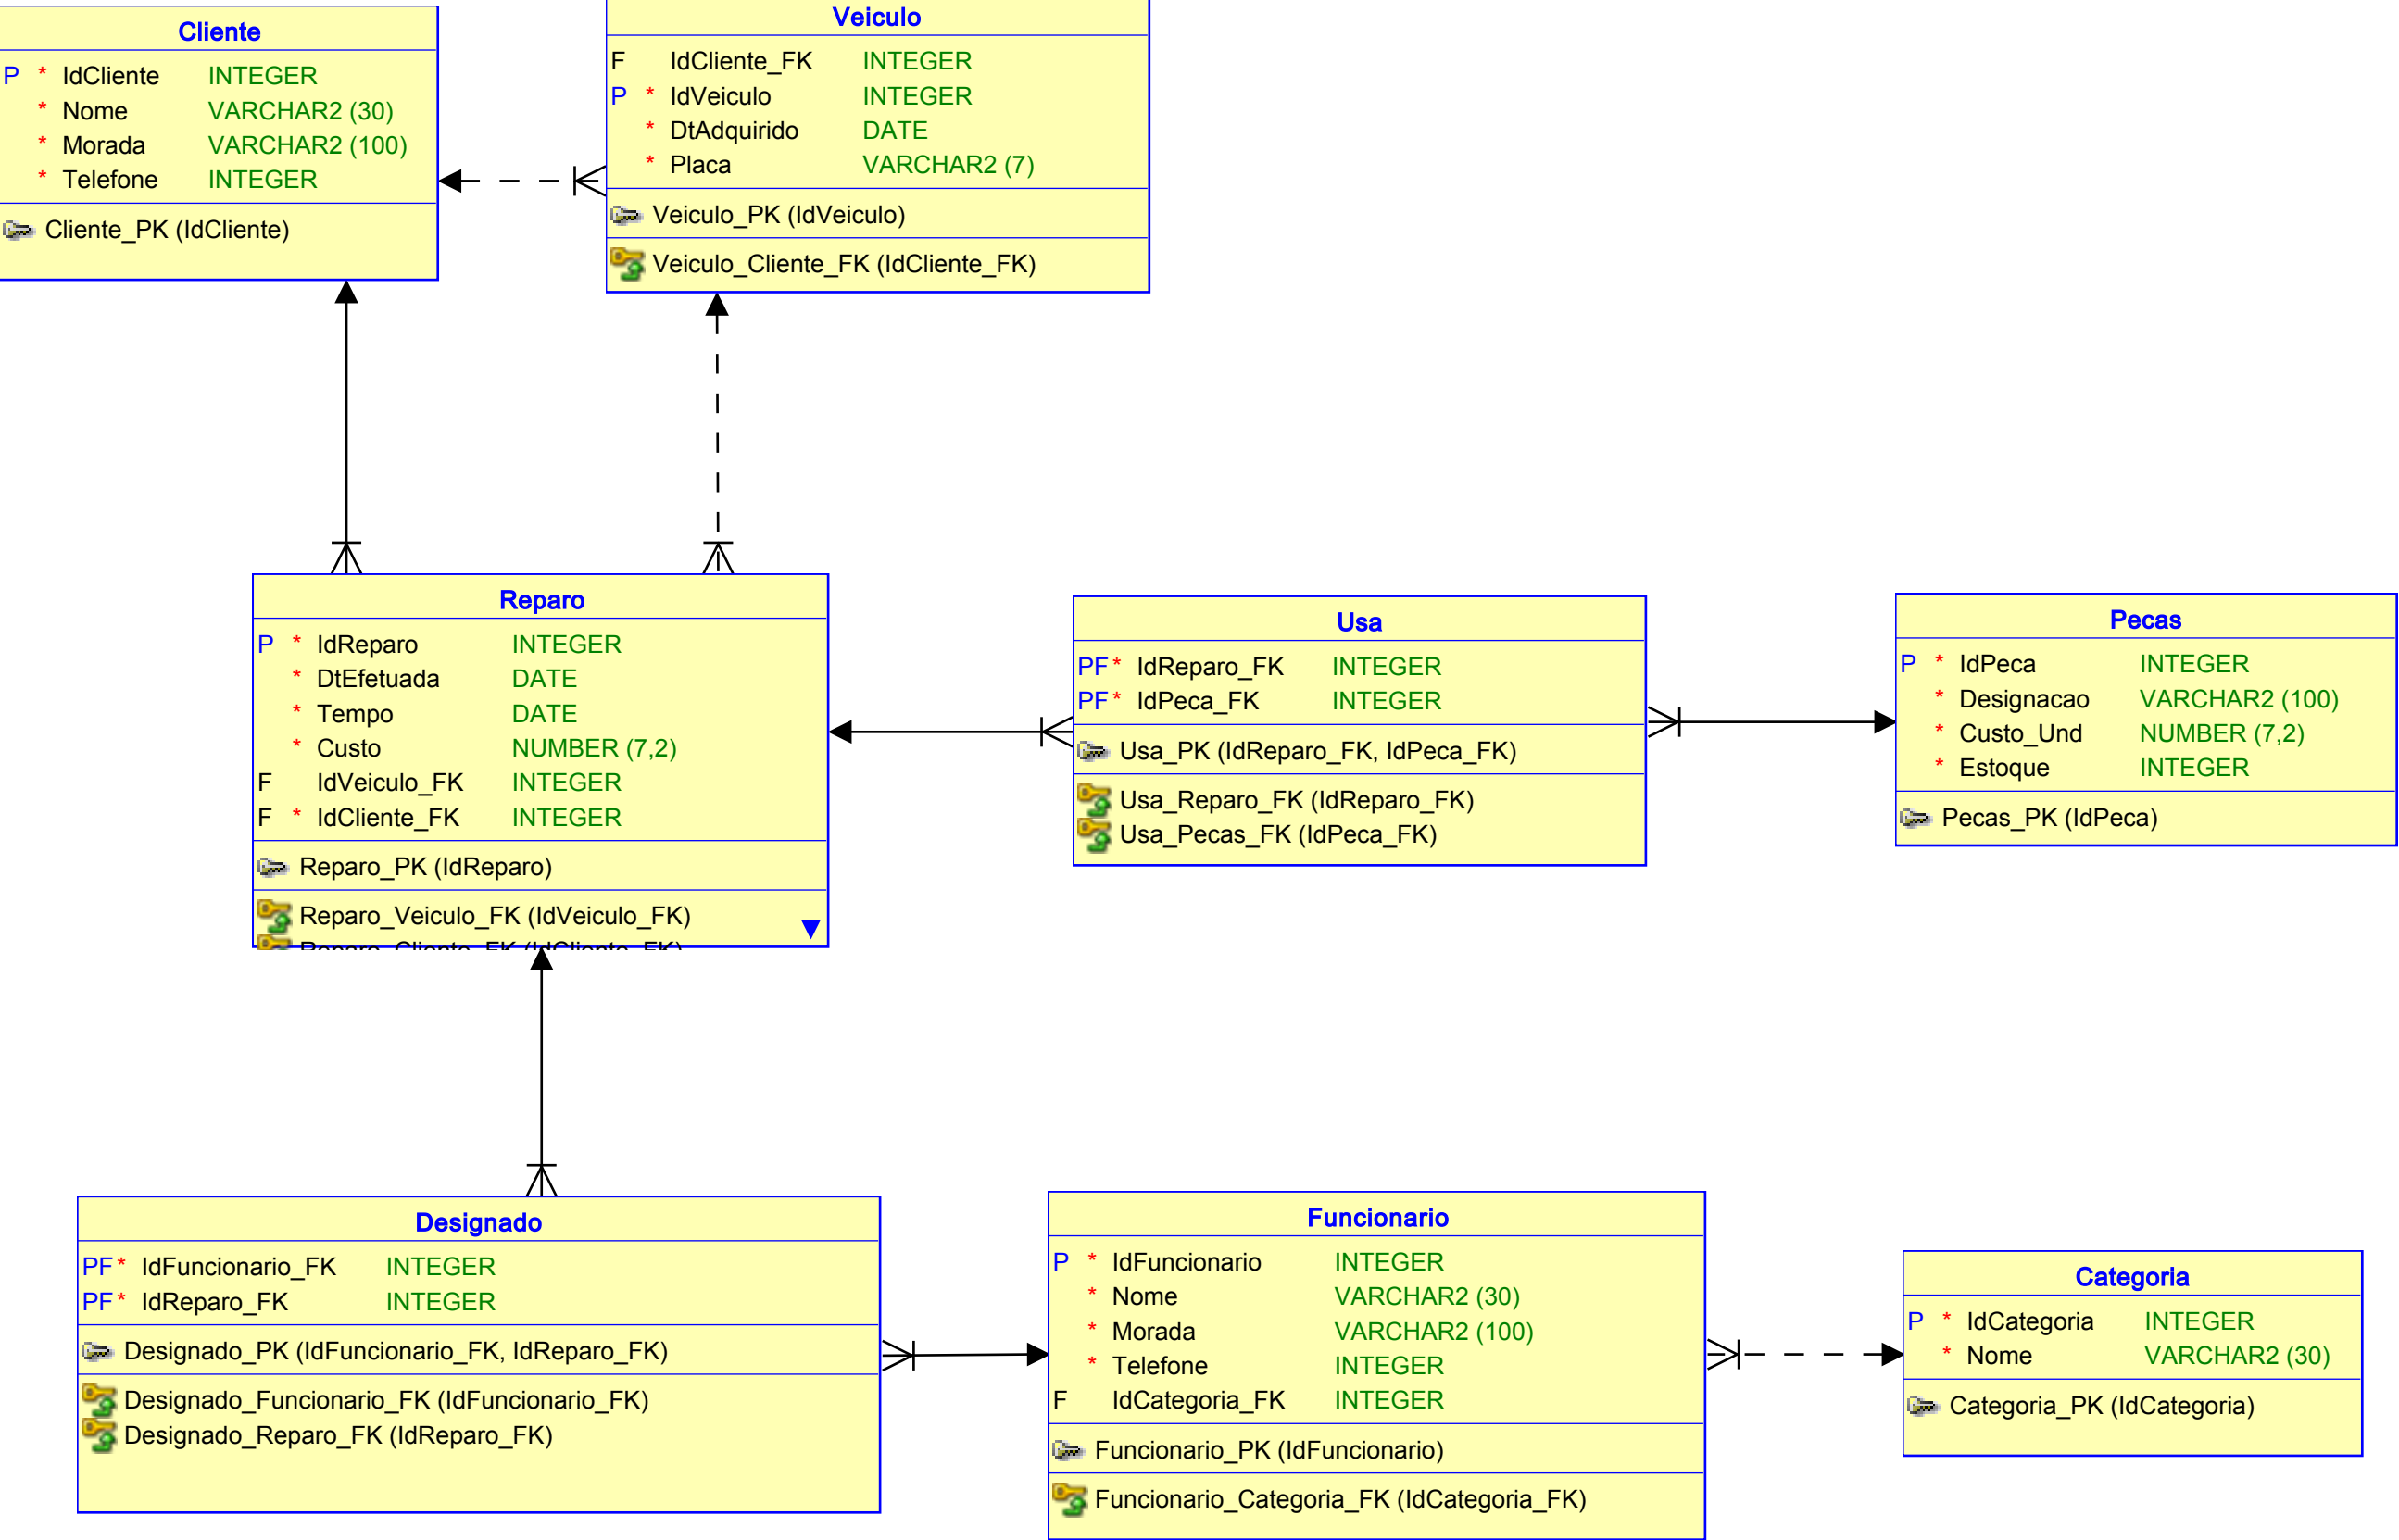 Cliente
P * IdCliente INTEGER
* Nome VARCHAR2 (30)
* Morada VARCHAR2 (100)
* Telefone INTEGER
Cliente_PK (IdCliente)
Veiculo
F IdCliente_FK INTEGER
P * IdVeiculo INTEGER
* DtAdquirido DATE
* Placa VARCHAR2 (7)
Veiculo_PK (IdVeiculo)
Veiculo_Cliente_FK (IdCliente_FK)
Reparo
P * IdReparo INTEGER
* DtEfetuada DATE
* Tempo DATE
* Custo NUMBER (7,2)
F IdVeiculo_FK INTEGER
F * IdCliente_FK INTEGER
Reparo_PK (IdReparo)
Reparo_Veiculo_FK (IdVeiculo_FK)
Reparo_Cliente_FK (IdCliente_FK)
Usa
PF * IdReparo_FK INTEGER
PF * IdPeca_FK INTEGER
Usa_PK (IdReparo_FK, IdPeca_FK)
Usa_Reparo_FK (IdReparo_FK)
Usa_Pecas_FK (IdPeca_FK)
Pecas
P * IdPeca INTEGER
* Designacao VARCHAR2 (100)
* Custo_Und NUMBER (7,2)
* Estoque INTEGER
Pecas_PK (IdPeca)
Designado
PF * IdFuncionario_FK INTEGER
PF * IdReparo_FK INTEGER
Designado_PK (IdFuncionario_FK, IdReparo_FK)
Designado_Funcionario_FK (IdFuncionario_FK)
Designado_Reparo_FK (IdReparo_FK)
Funcionario
P * IdFuncionario INTEGER
* Nome VARCHAR2 (30)
* Morada VARCHAR2 (100)
* Telefone INTEGER
F IdCategoria_FK INTEGER
Funcionario_PK (IdFuncionario)
Funcionario_Categoria_FK (IdCategoria_FK)
Categoria
P * IdCategoria INTEGER
* Nome VARCHAR2 (30)
Categoria_PK (IdCategoria)